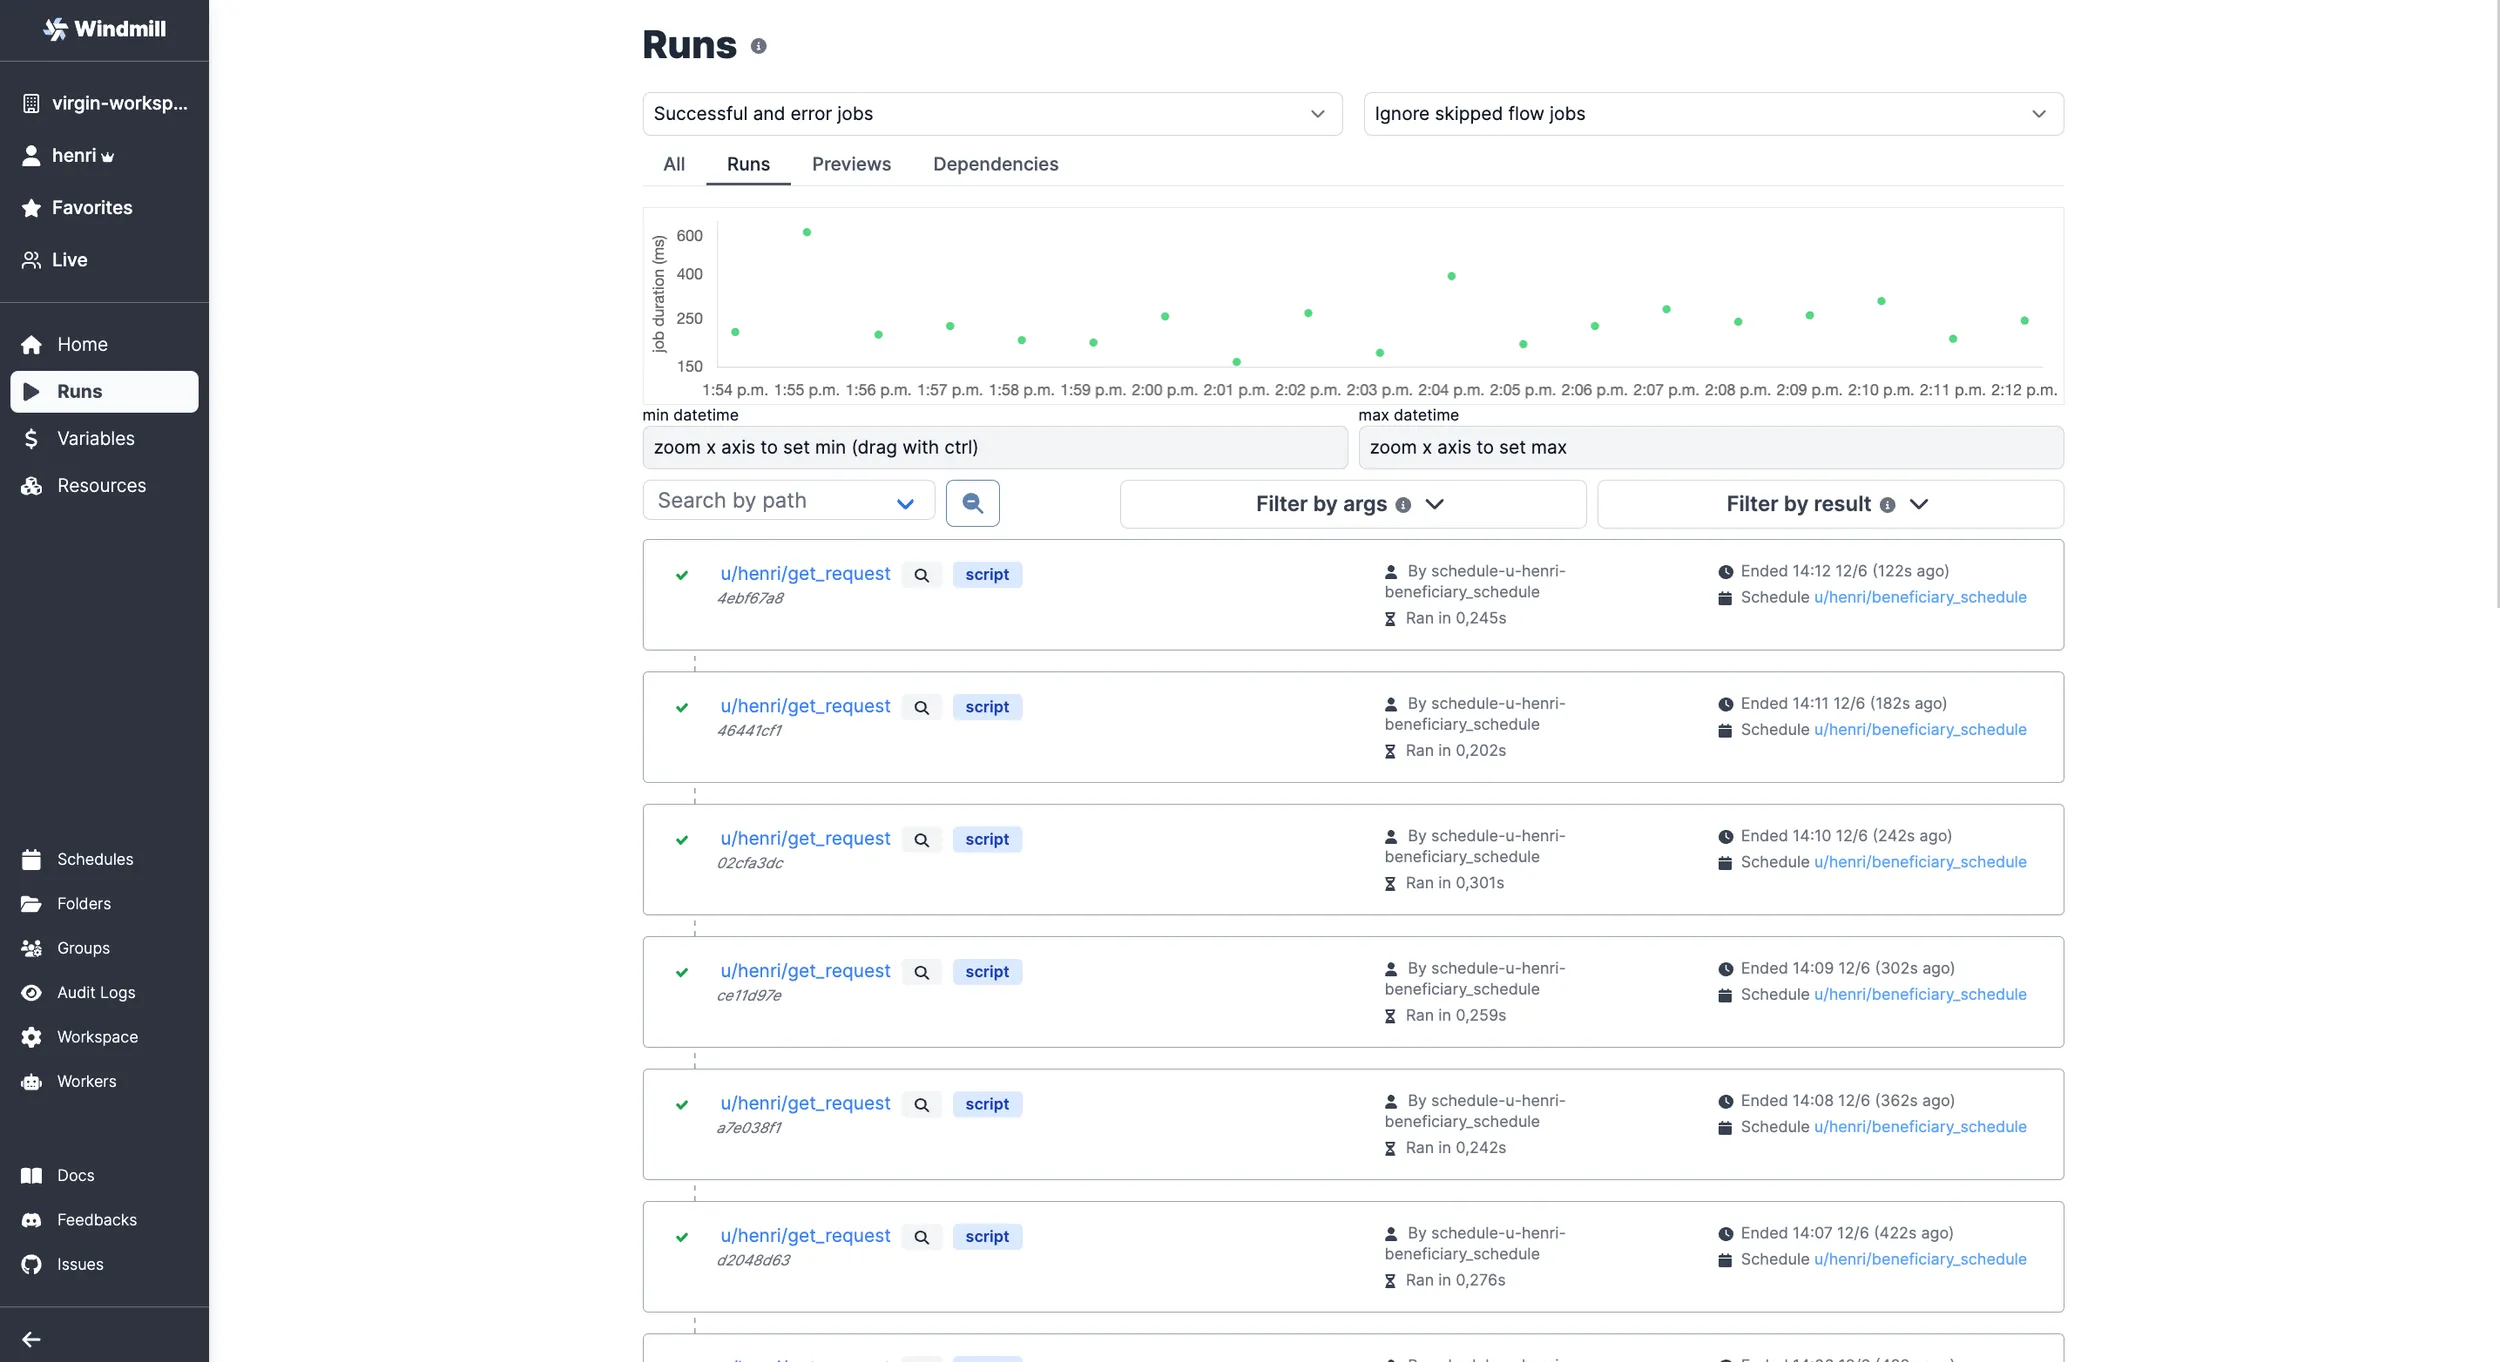 Windmill
virgin-worksp...
henri
Favorites
Live
Home
Runs
Variables
Resources
Schedules
Folders
Groups
Audit Logs
Workspace
Workers
Docs
Feedbacks
Issues
Runs
Successful and error jobs
Ignore skipped flow jobs
All Runs Previews Dependencies
job duration (ms)
600
400
250
150
1:54 p.m. 1:55 p.m. 1:56 p.m. 1:57 p.m. 1:58 p.m. 1:59 p.m. 2:00 p.m. 2:01 p.m. 2:02 p.m. 2:03 p.m. 2:04 p.m. 2:05 p.m. 2:06 p.m. 2:07 p.m. 2:08 p.m. 2:09 p.m. 2:10 p.m. 2:11 p.m. 2:12 p.m.
min datetime
max datetime
zoom x axis to set min (drag with ctrl)
zoom x axis to set max
Search by path
Filter by args
Filter by result
u/henri/get_request script
4ebf67a8
By schedule-u-henri-
beneficiary_schedule
Ran in 0,245s
Ended 14:12 12/6 (122s ago)
Schedule u/henri/beneficiary_schedule
u/henri/get_request script
46441cf1
By schedule-u-henri-
beneficiary_schedule
Ran in 0,202s
Ended 14:11 12/6 (182s ago)
Schedule u/henri/beneficiary_schedule
u/henri/get_request script
02cfa3dc
By schedule-u-henri-
beneficiary_schedule
Ran in 0,301s
Ended 14:10 12/6 (242s ago)
Schedule u/henri/beneficiary_schedule
u/henri/get_request script
ce11d97e
By schedule-u-henri-
beneficiary_schedule
Ran in 0,259s
Ended 14:09 12/6 (302s ago)
Schedule u/henri/beneficiary_schedule
u/henri/get_request script
a7e038f1
By schedule-u-henri-
beneficiary_schedule
Ran in 0,242s
Ended 14:08 12/6 (362s ago)
Schedule u/henri/beneficiary_schedule
u/henri/get_request script
d2048d63
By schedule-u-henri-
beneficiary_schedule
Ran in 0,276s
Ended 14:07 12/6 (422s ago)
Schedule u/henri/beneficiary_schedule